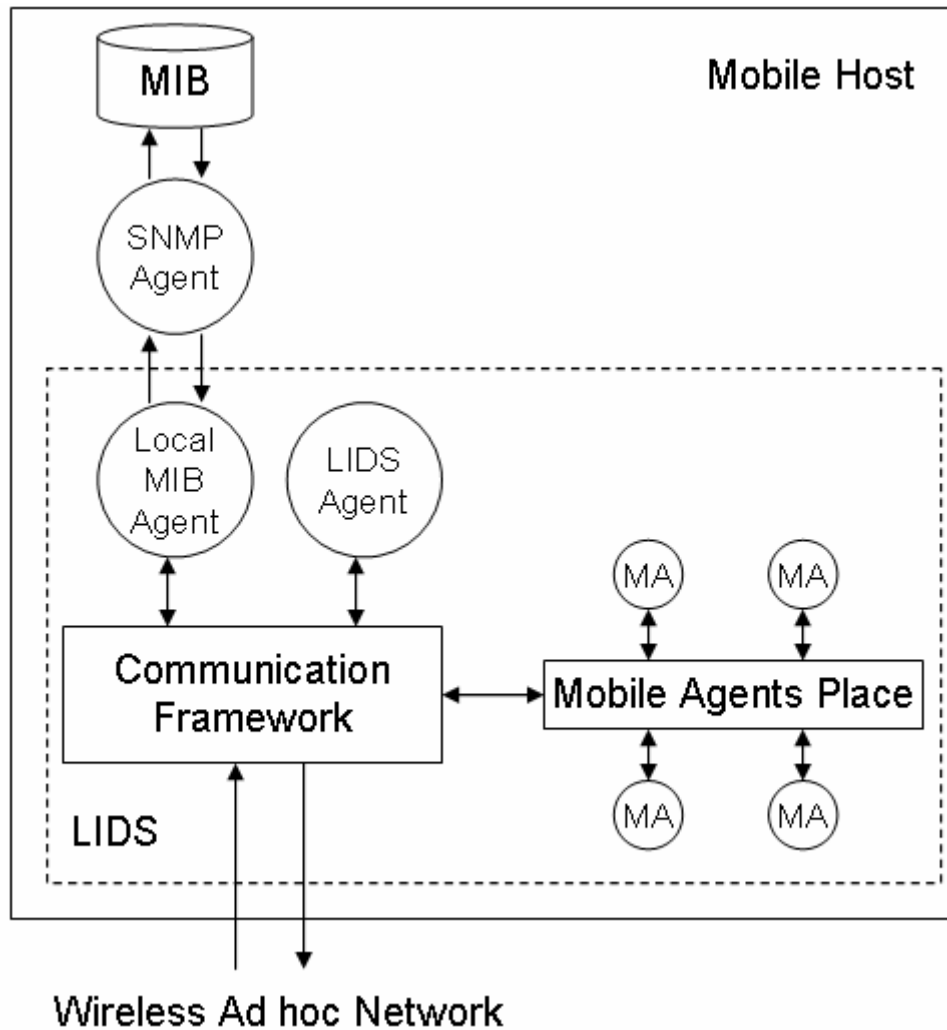 MIB
Mobile Host
SNMP
Agent
Local
MIB
Agent
LIDS
Agent
MA
MA
Communication
Framework
Mobile Agents Place
MA
MA
LIDS
Wireless Ad hoc Network